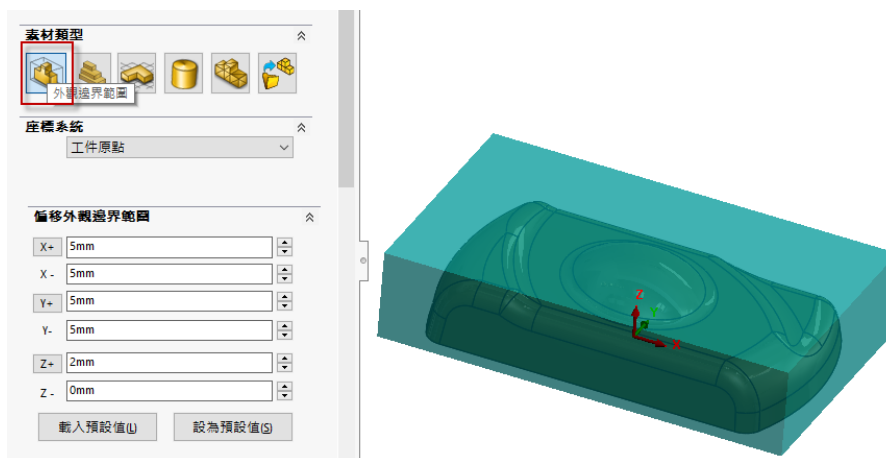 素材類型
外觀邊界範圍
座標系統
工件原點
偏移外觀邊界範圍
X+ 5mm
X - 5mm
Y+ 5mm
Y- 5mm
Z+ 2mm
Z - 0mm
載入預設值(L) 設為預設值(S)
Z
Y
X